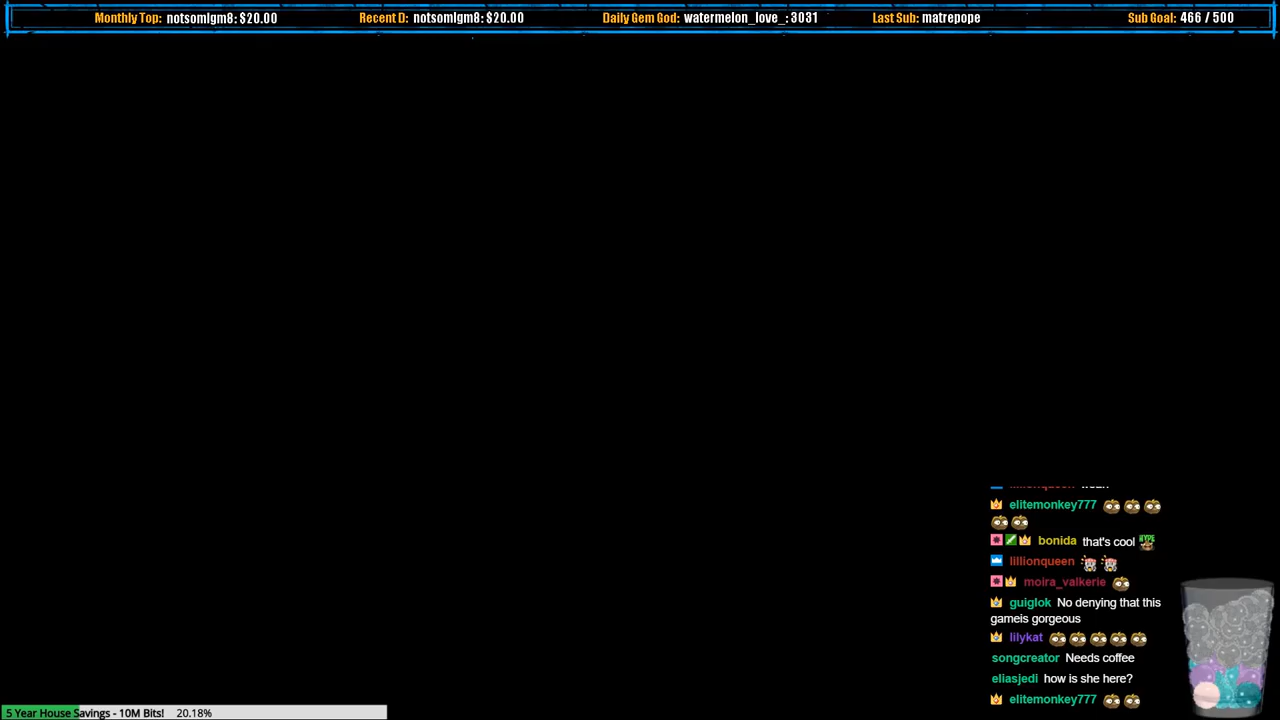 Monthly Top: notsomlgm8: $20.00 Recent D: notsomlgm8: $20.00 Daily Gem God: watermelon_love_: 3031 Last Sub: matrepope Sub Goal: 466 / 500
elitemonkey777
bonida that's cool HYPE
lillionqueen
moira_valkerie
guiglok No denying that this
gameis gorgeous
lilykat
songcreator Needs coffee
eliasjedi how is she here?
elitemonkey777
5 Year House Savings - 10M Bits! 20.18%